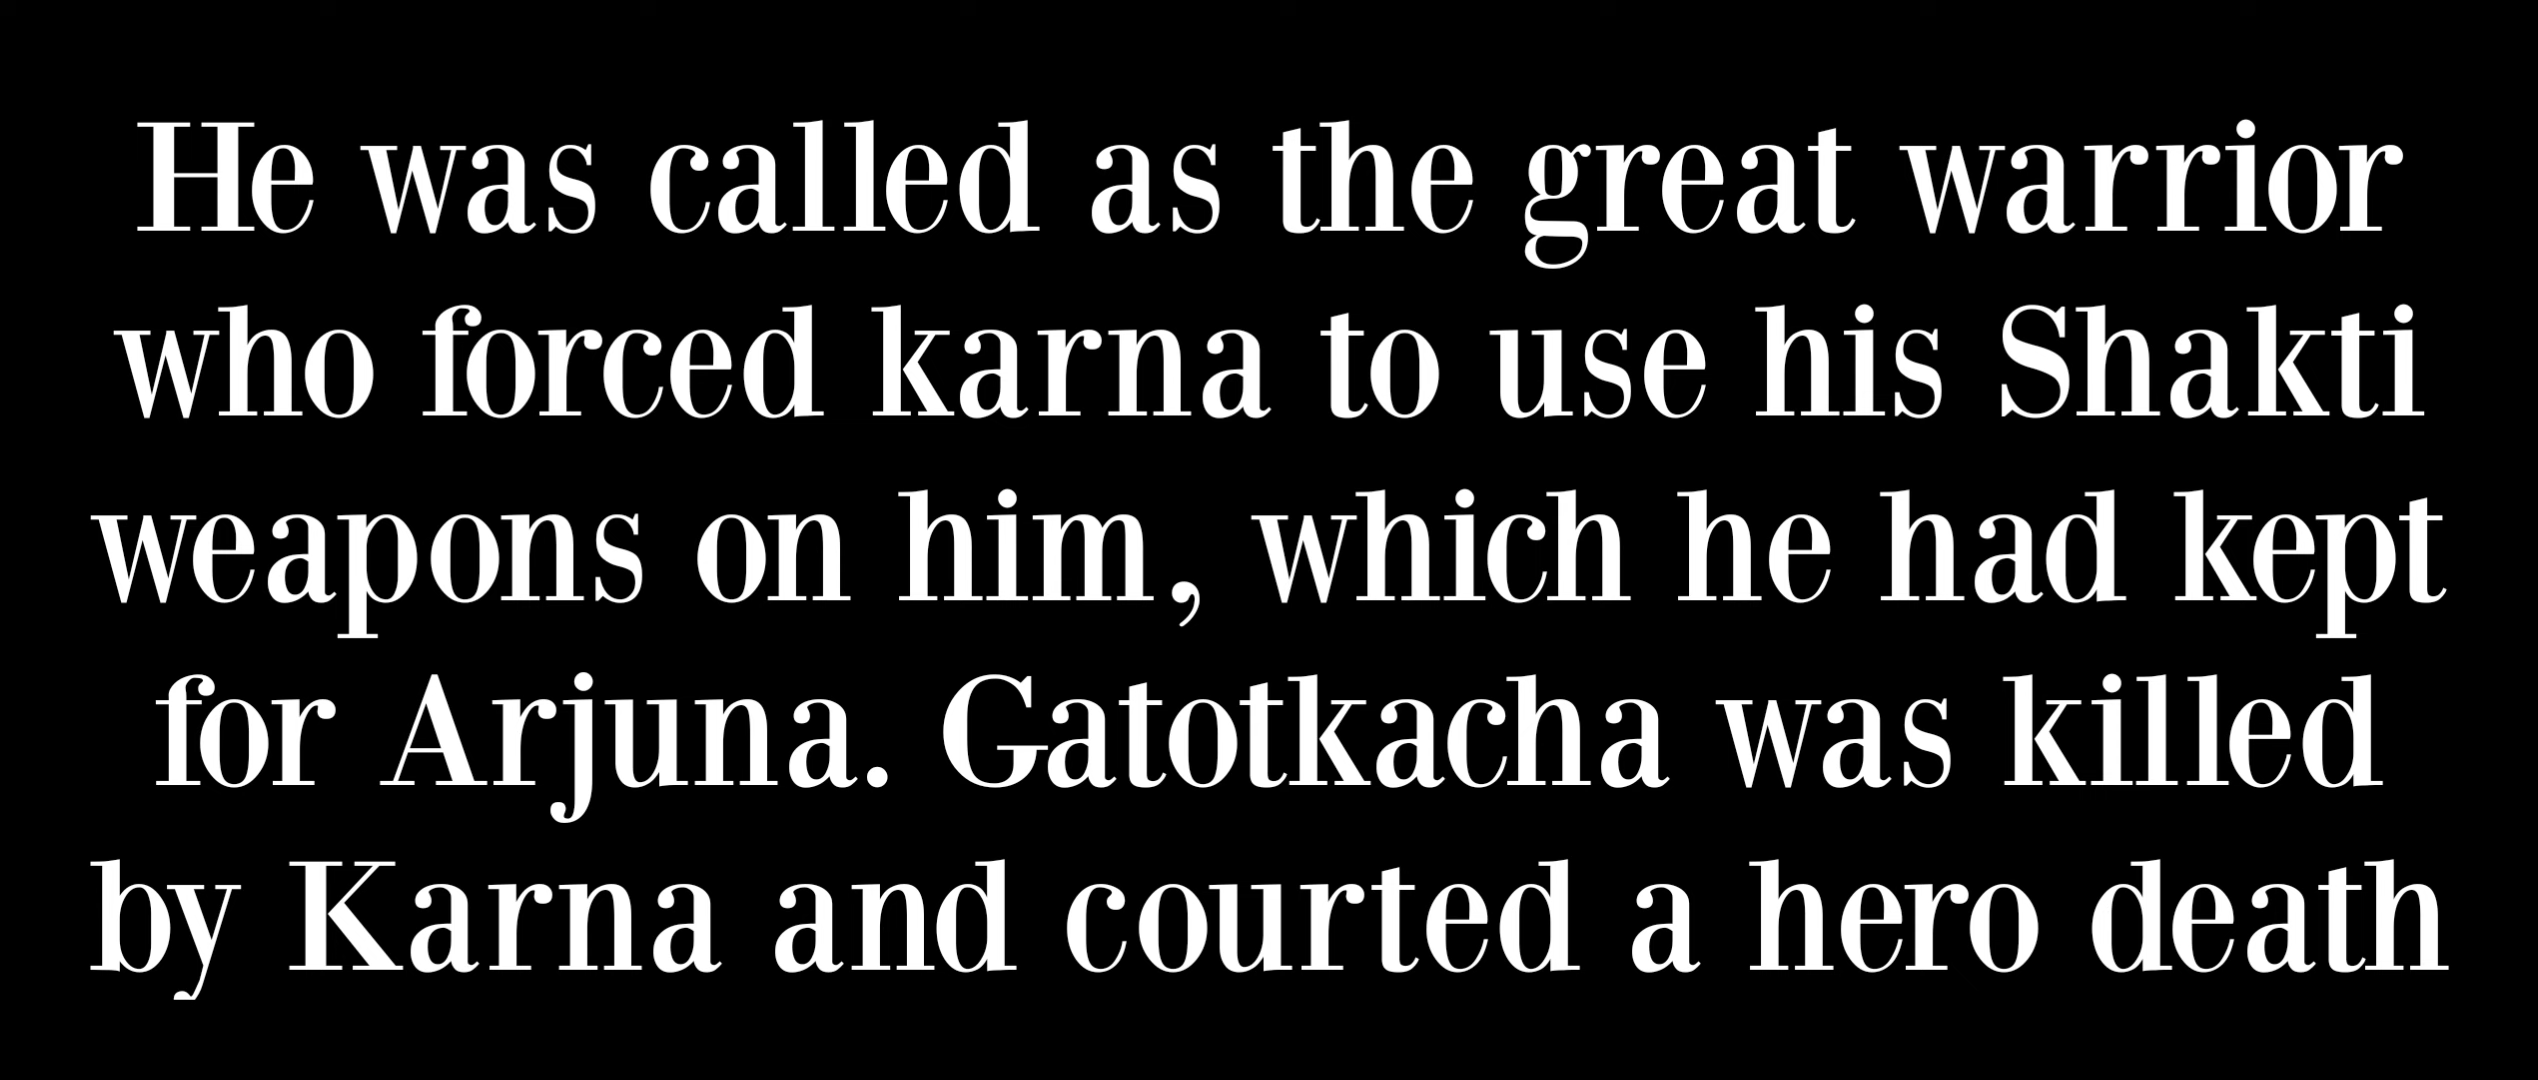 He was called as the great warrior
who forced karna to use his Shakti
weapons on him, which he had kept
for Arjuna. Gatotkacha was killed
by Karna and courted a hero death